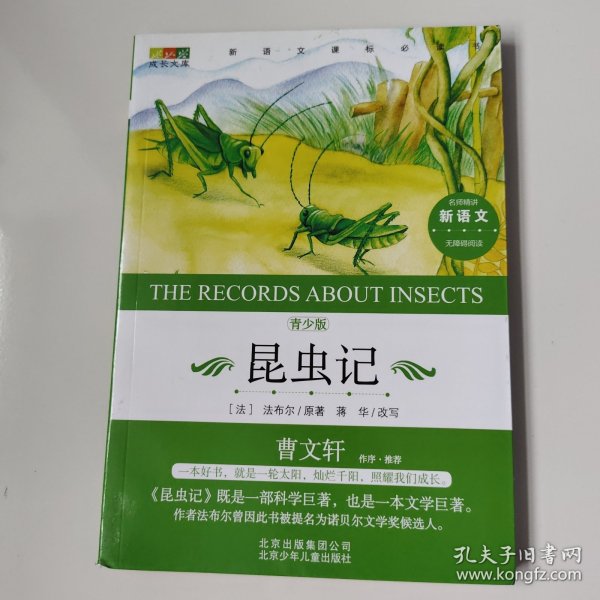 成长文库
新语文课标必读书
名师精讲
新语文
无障碍阅读
THE RECORDS ABOUT INSECTS
青少版
昆虫记
[法] 法布尔/原著 蒋 华/改写
曹文轩 作序·推荐
一本好书，就是一轮太阳，灿烂千阳，照耀我们成长。
《昆虫记》既是一部科学巨著，也是一本文学巨著。
作者法布尔曾因此书被提名为诺贝尔文学奖候选人。
北京出版集团公司
北京少年儿童出版社
孔夫子旧书网
www.kongfz.com